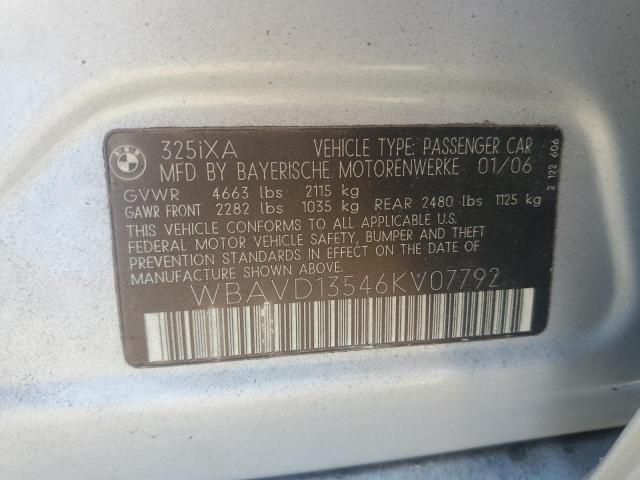 BMW
325iXA VEHICLE TYPE: PASSENGER CAR
MFD BY BAYERISCHE MOTORENWERKE 01/06
GVWR 4663 lbs 2115 kg
GAWR FRONT 2282 lbs 1035 kg REAR 2480 lbs 1125 kg
THIS VEHICLE CONFORMS TO ALL APPLICABLE U.S.
FEDERAL MOTOR VEHICLE SAFETY, BUMPER AND THEFT
PREVENTION STANDARDS IN EFFECT ON THE DATE OF
MANUFACTURE SHOWN ABOVE.
WBAVD13546KV07792
2 122 606